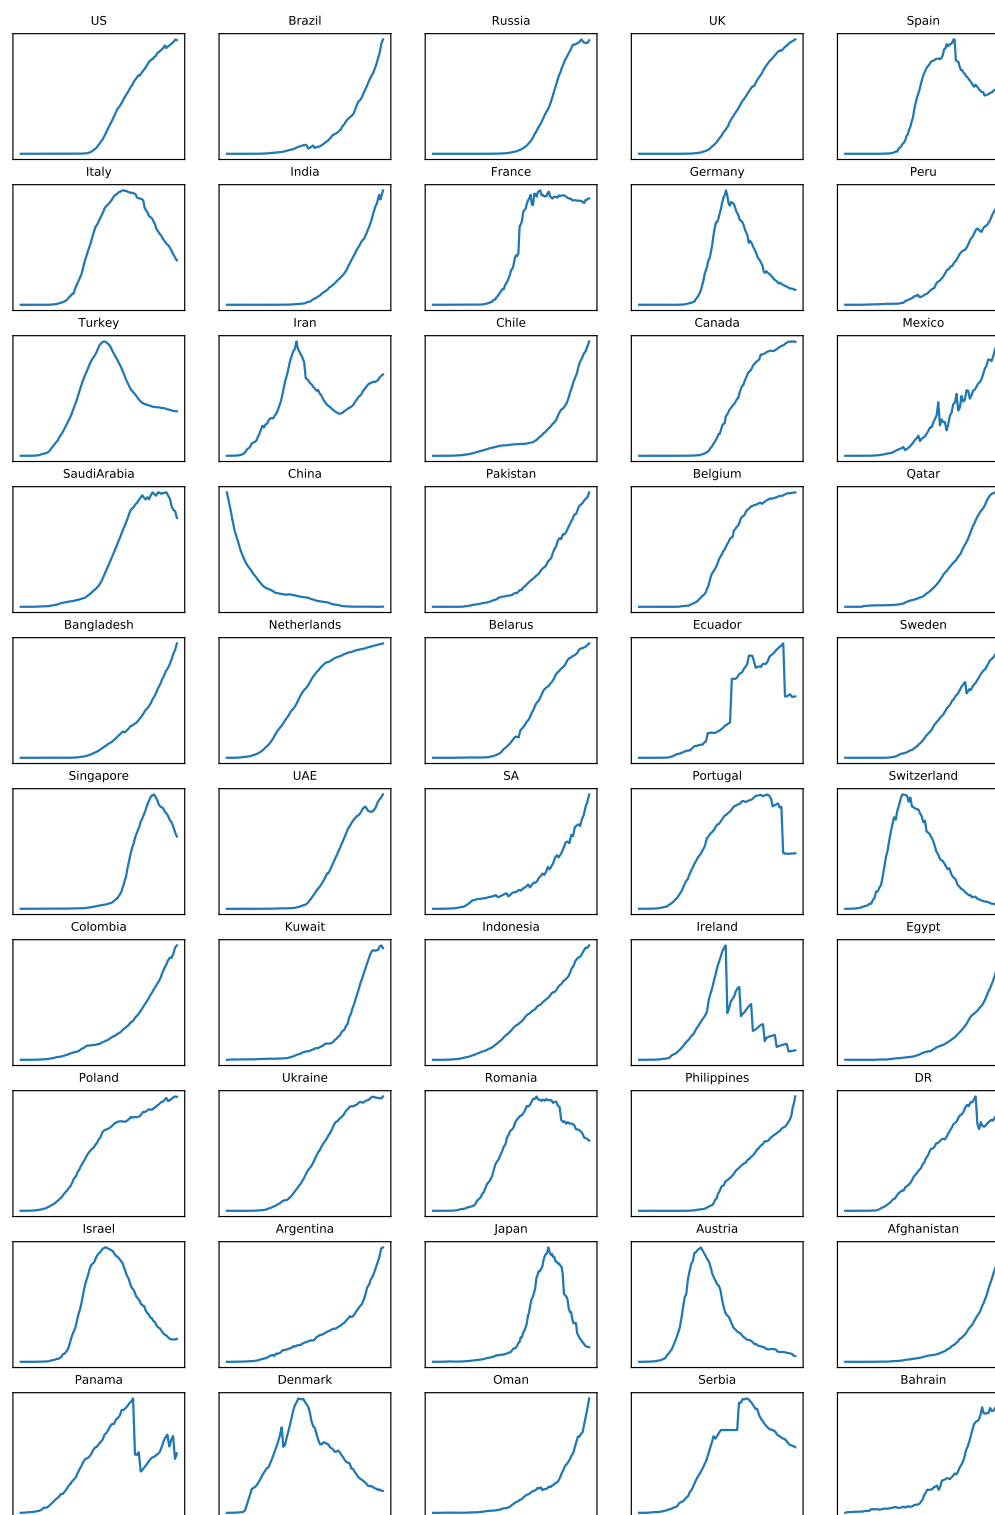 US Brazil Russia UK Spain
Italy India France Germany Peru
Turkey Iran Chile Canada Mexico
SaudiArabia China Pakistan Belgium Qatar
Bangladesh Netherlands Belarus Ecuador Sweden
Singapore UAE SA Portugal Switzerland
Colombia Kuwait Indonesia Ireland Egypt
Poland Ukraine Romania Philippines DR
Israel Argentina Japan Austria Afghanistan
Panama Denmark Oman Serbia Bahrain